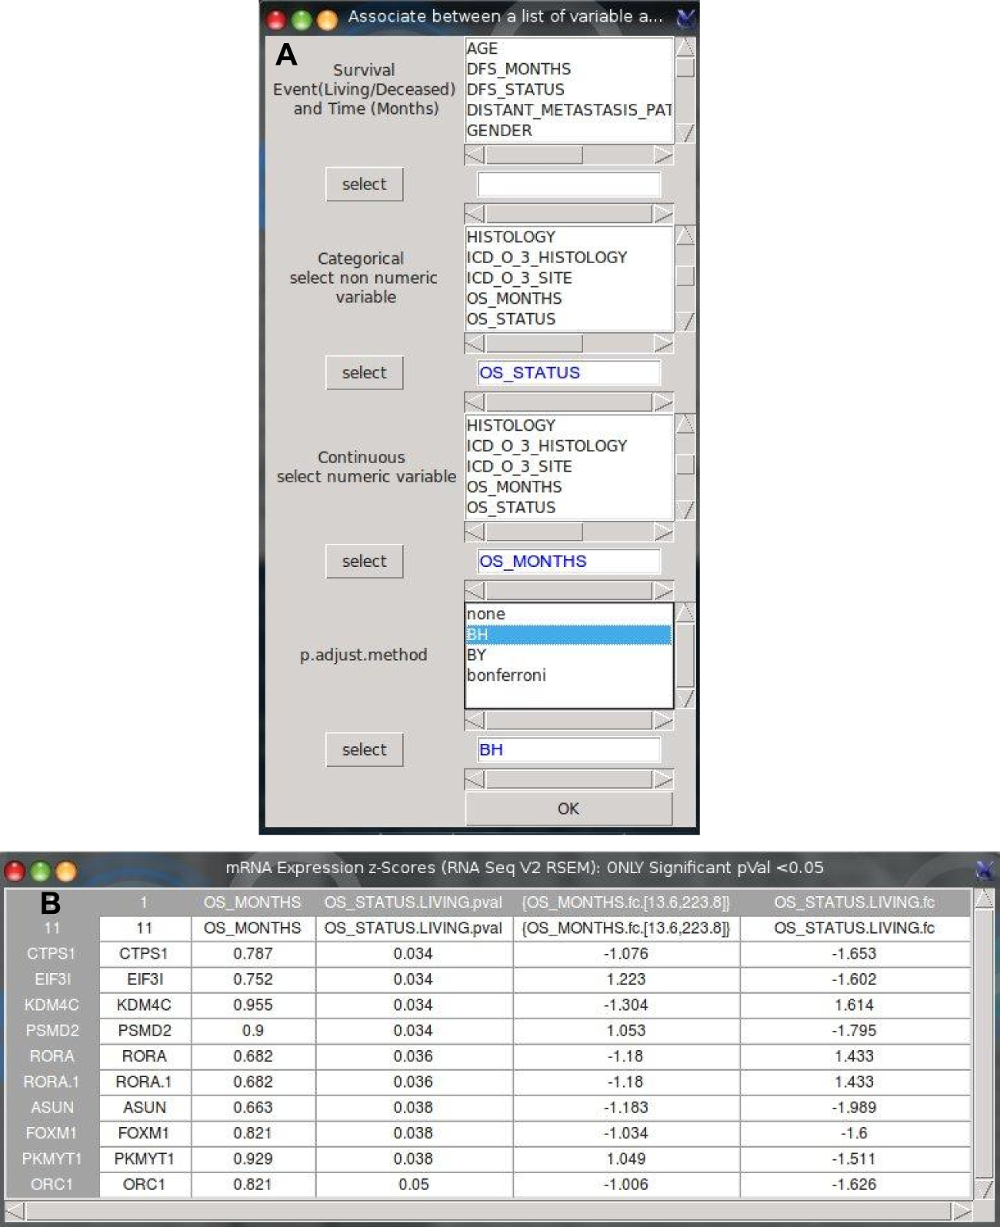 Associate between a list of variable a...
A
Survival
Event(Living/Deceased)
and Time (Months)
AGE
DFS_MONTHS
DFS_STATUS
DISTANT_METASTASIS_PAT
GENDER
select
Categorical
select non numeric
variable
HISTOLOGY
ICD_O_3_HISTOLOGY
ICD_O_3_SITE
OS_MONTHS
OS_STATUS
select
OS_STATUS
Continuous
select numeric variable
HISTOLOGY
ICD_O_3_HISTOLOGY
ICD_O_3_SITE
OS_MONTHS
OS_STATUS
select
OS_MONTHS
p.adjust.method
none
BH
BY
bonferroni
select
BH
OK
mRNA Expression z-Scores (RNA Seq V2 RSEM): ONLY Significant pVal <0.05
B
1 OS_MONTHS OS_STATUS.LIVING.pval {OS_MONTHS.fc.[13.6,223.8]} OS_STATUS.LIVING.fc
11 11 OS_MONTHS OS_STATUS.LIVING.pval {OS_MONTHS.fc.[13.6,223.8]} OS_STATUS.LIVING.fc
CTPS1 CTPS1 0.787 0.034 -1.076 -1.653
EIF3I EIF3I 0.752 0.034 1.223 -1.602
KDM4C KDM4C 0.955 0.034 -1.304 1.614
PSMD2 PSMD2 0.9 0.034 1.053 -1.795
RORA RORA 0.682 0.036 -1.18 1.433
RORA.1 RORA.1 0.682 0.036 -1.18 1.433
ASUN ASUN 0.663 0.038 -1.183 -1.989
FOXM1 FOXM1 0.821 0.038 -1.034 -1.6
PKMYT1 PKMYT1 0.929 0.038 1.049 -1.511
ORC1 ORC1 0.821 0.05 -1.006 -1.626